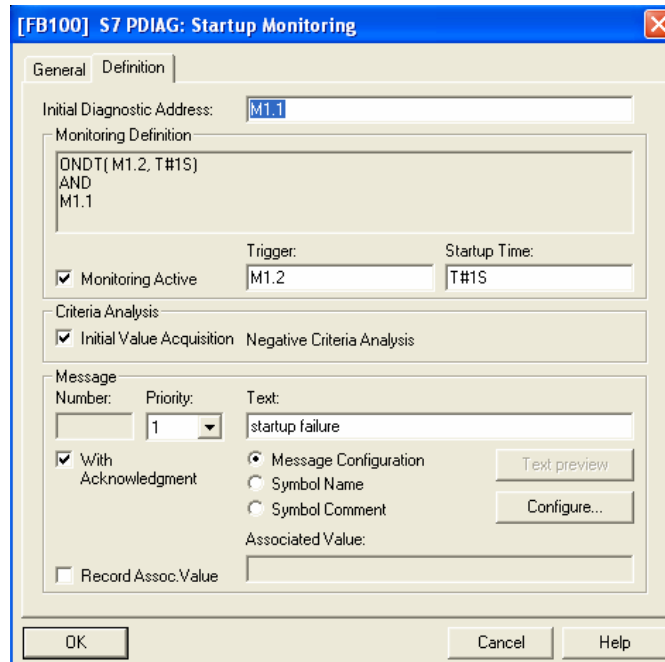 [FB100] S7 PDIAG: Startup Monitoring
General Definition
Initial Diagnostic Address: M1.1
Monitoring Definition
ONDT( M1.2, T#1S)
AND
M1.1
Trigger: Startup Time:
Monitoring Active M1.2 T#1S
Criteria Analysis
Initial Value Acquisition Negative Criteria Analysis
Message
Number: Priority: Text:
1 startup failure
With Acknowledgment
Message Configuration Text preview
Symbol Name
Symbol Comment Configure...
Associated Value:
Record Assoc.Value
OK Cancel Help